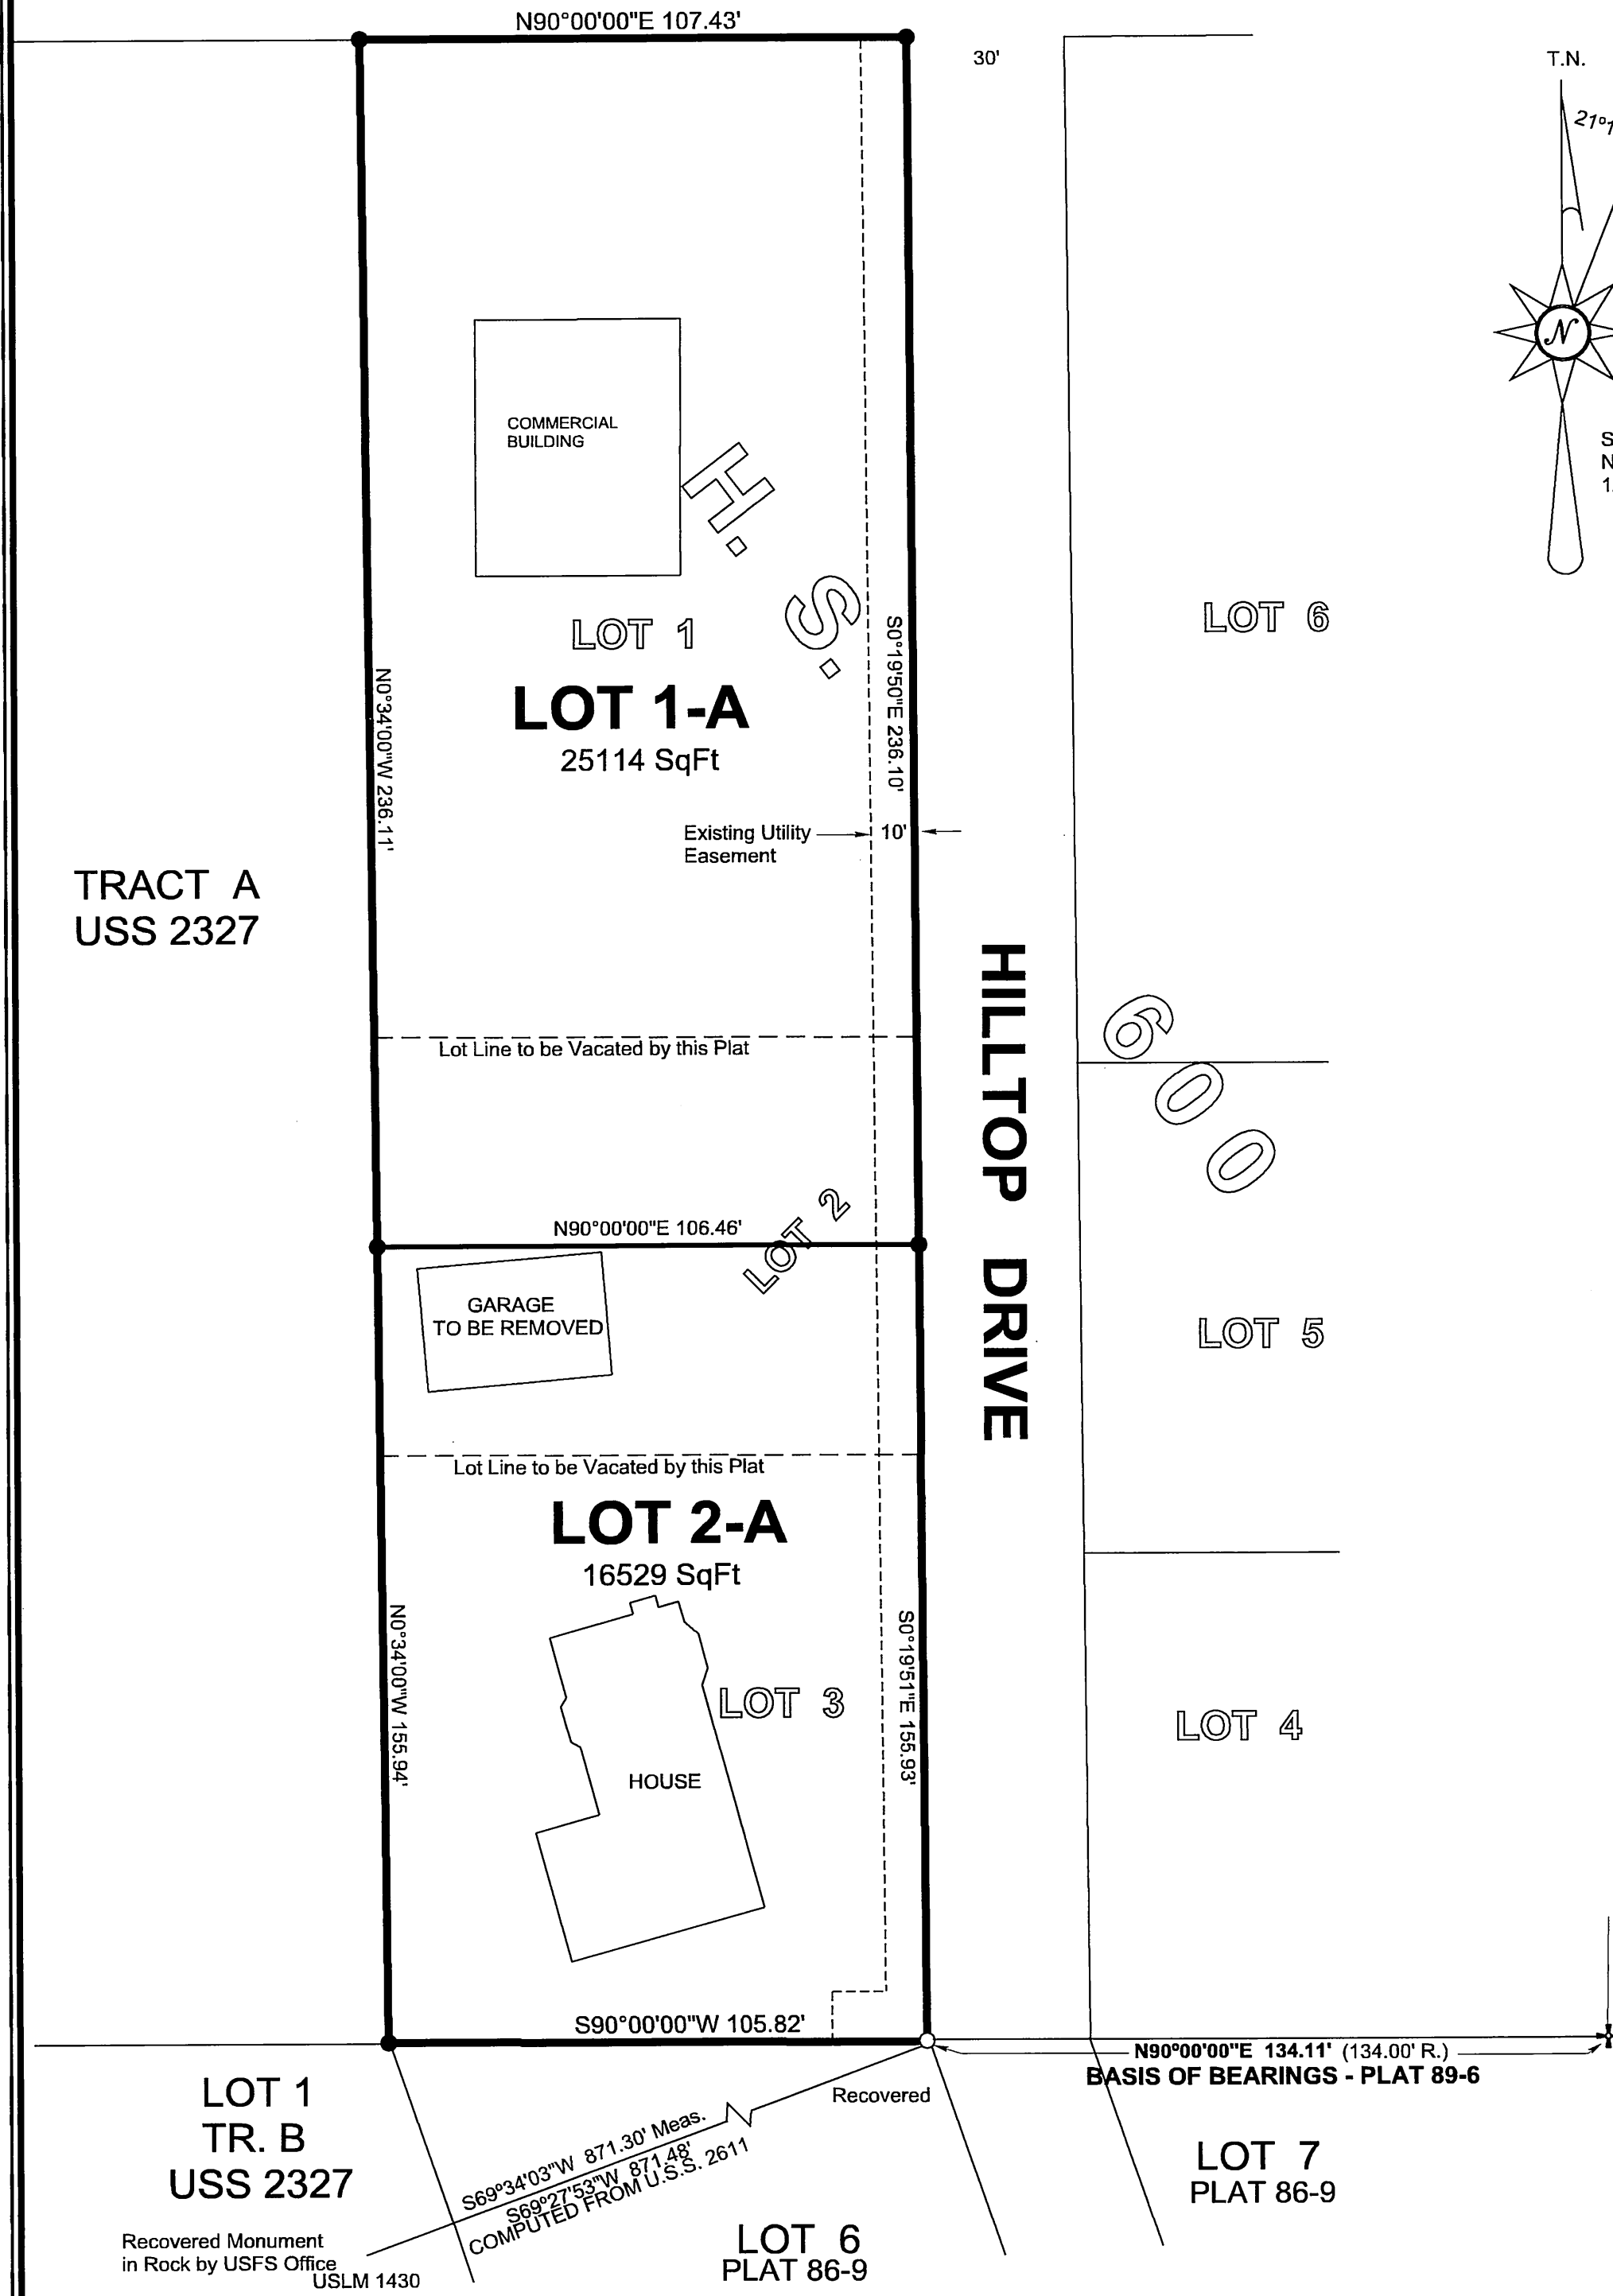 N90°00'00"E 107.43'
30'
T.N.
COMMERCIAL
BUILDING
H. S.
LOT 1
LOT 1-A
25114 SqFt
N0°34'00"W 236.11'
S0°19'50"E 236.10'
Existing Utility
Easement
10'
LOT 6
TRACT A
USS 2327
HILLTOP DRIVE
600
Lot Line to be Vacated by this Plat
LOT 2
N90°00'00"E 106.46'
GARAGE
TO BE REMOVED
LOT 5
Lot Line to be Vacated by this Plat
LOT 2-A
16529 SqFt
N0°34'00"W 155.94'
S0°19'51"E 155.93'
LOT 3
HOUSE
LOT 4
S90°00'00"W 105.82'
N90°00'00"E 134.11' (134.00' R.)
BASIS OF BEARINGS - PLAT 89-6
Recovered
LOT 1
TR. B
USS 2327
S69°34'03"W 871.30' Meas.
S69°27'53"W 871.48'
COMPUTED FROM U.S.S. 2611
LOT 7
PLAT 86-9
Recovered Monument
in Rock by USFS Office
USLM 1430
LOT 6
PLAT 86-9
N